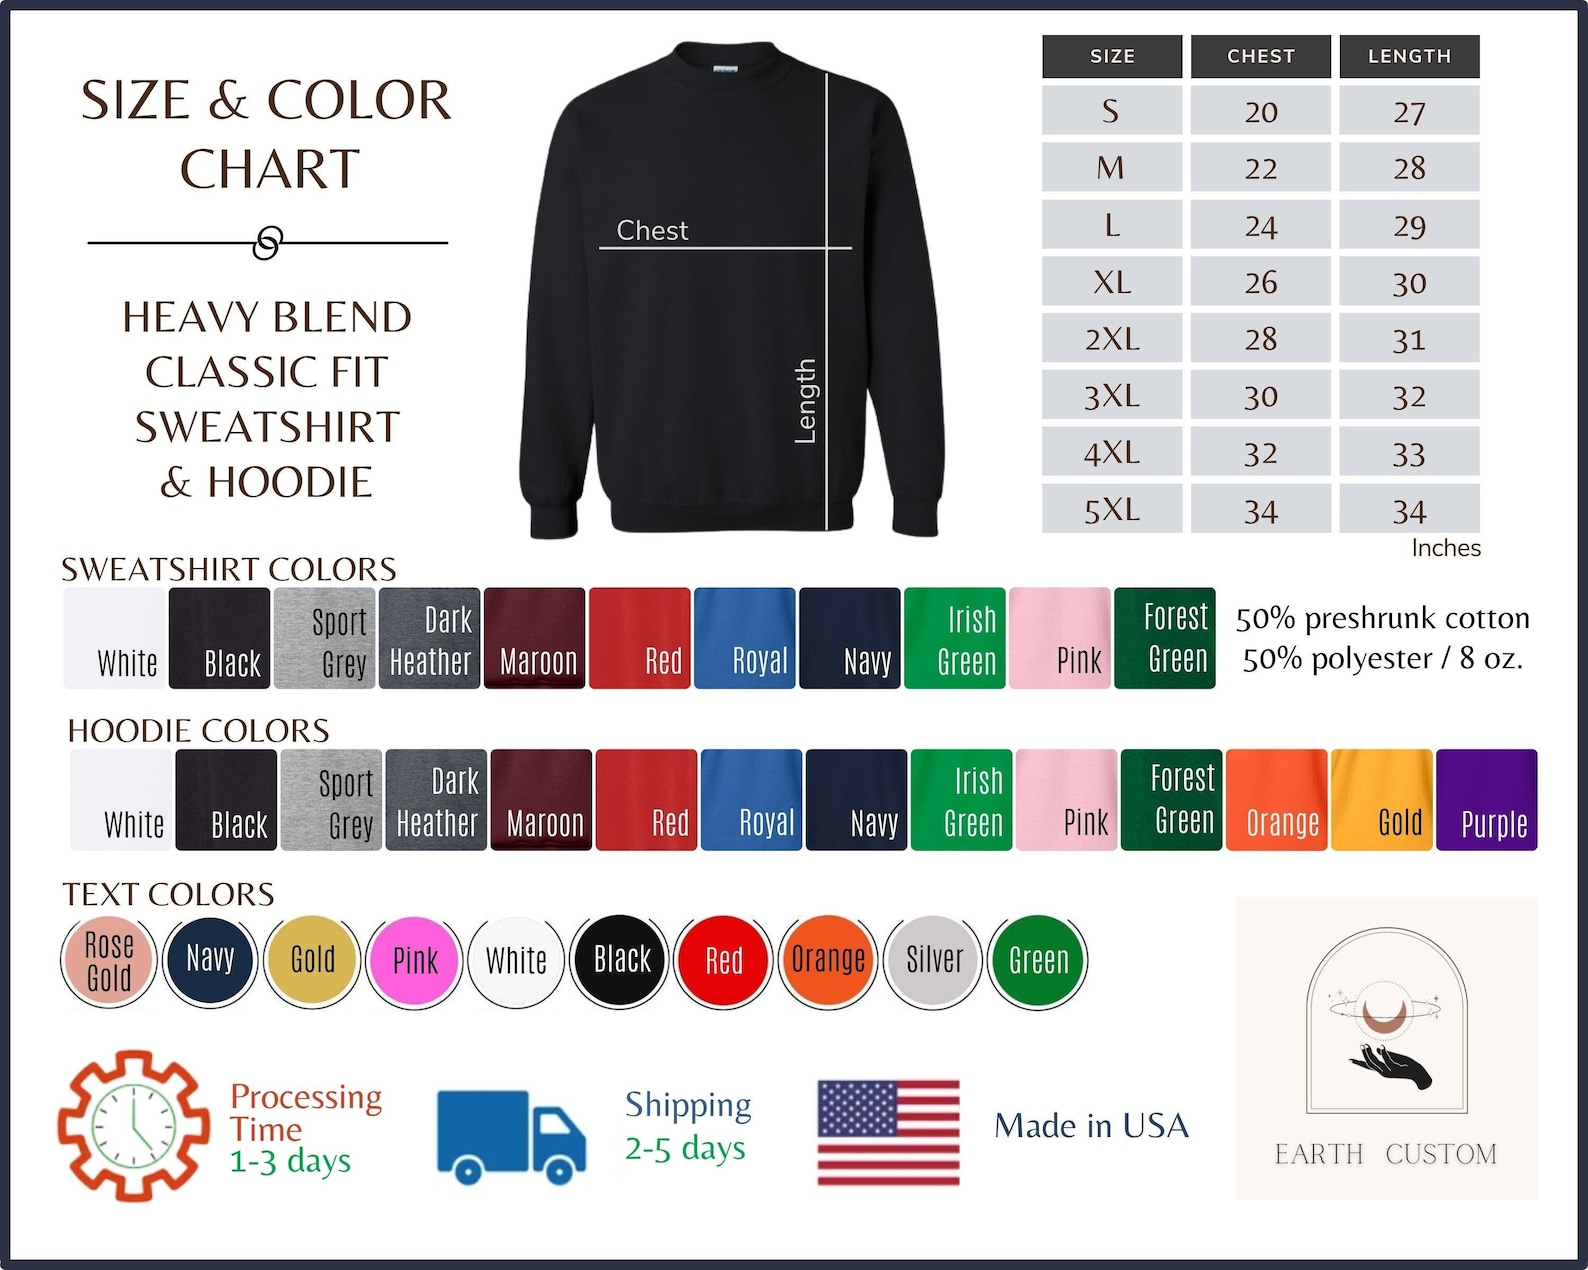 SIZE & COLOR
CHART
HEAVY BLEND
CLASSIC FIT
SWEATSHIRT
& HOODIE
Chest
Length
SIZE CHEST LENGTH
S 20 27
M 22 28
L 24 29
XL 26 30
2XL 28 31
3XL 30 32
4XL 32 33
5XL 34 34
Inches
SWEATSHIRT COLORS
White
Black
Sport
Grey
Dark
Heather
Maroon
Red
Royal
Navy
Irish
Green
Pink
Forest
Green
50% preshrunk cotton
50% polyester / 8 oz.
HOODIE COLORS
White
Black
Sport
Grey
Dark
Heather
Maroon
Red
Royal
Navy
Irish
Green
Pink
Forest
Green
Orange
Gold
Purple
TEXT COLORS
Rose
Gold
Navy
Gold
Pink
White
Black
Red
Orange
Silver
Green
Processing
Time
1-3 days
Shipping
2-5 days
Made in USA
EARTH CUSTOM